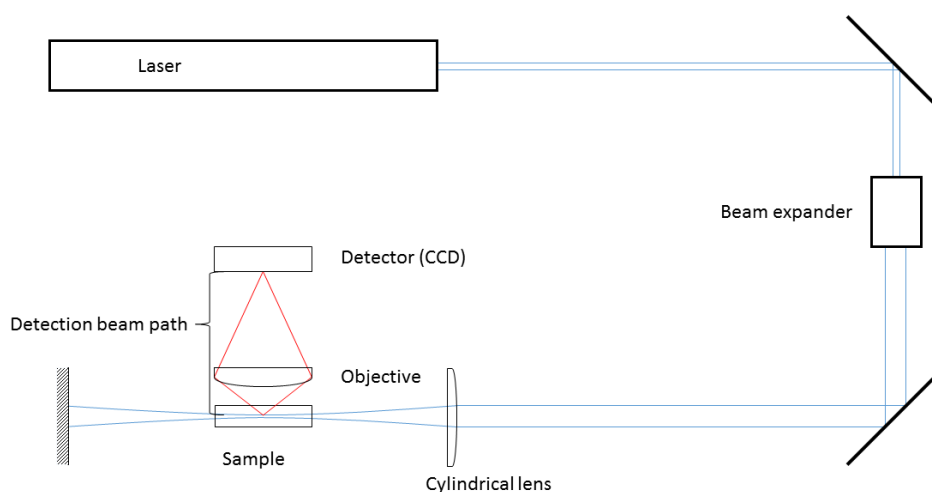 Laser
Beam expander
Detector (CCD)
Detection beam path
Objective
Sample
Cylindrical lens